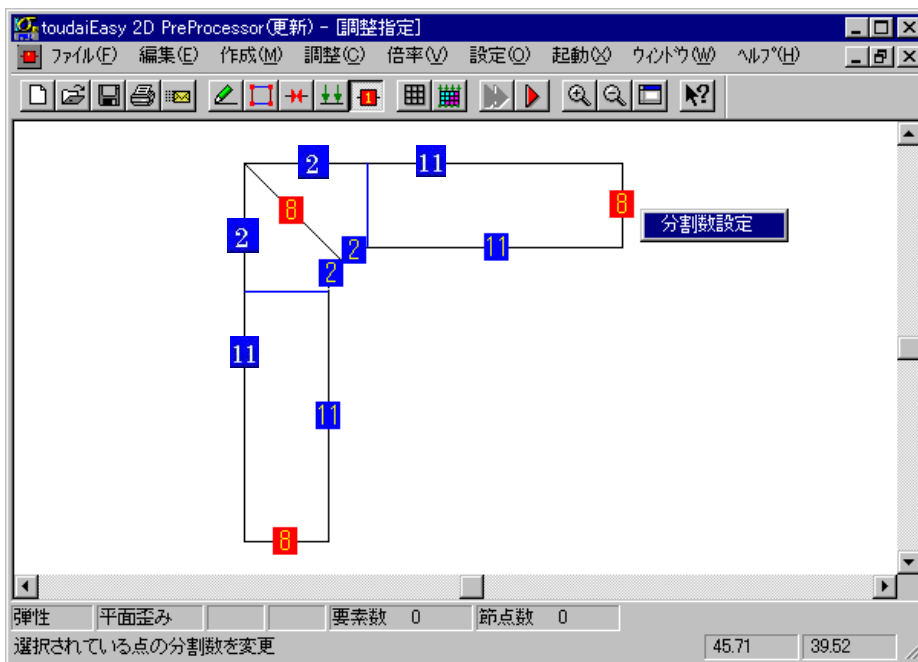 toudaiEasy 2D PreProcessor(更新) - [調整指定]
ファイル(F) 編集(E) 作成(M) 調整(C) 倍率(V) 設定(O) 起動(X) ウィンドウ(W) ヘルプ(H)
1
2 11
8 8
分割数設定
2 2 11
2
11
11
8
弾性 平面歪み 要素数 0 節点数 0
選択されている点の分割数を変更 45.71 39.52